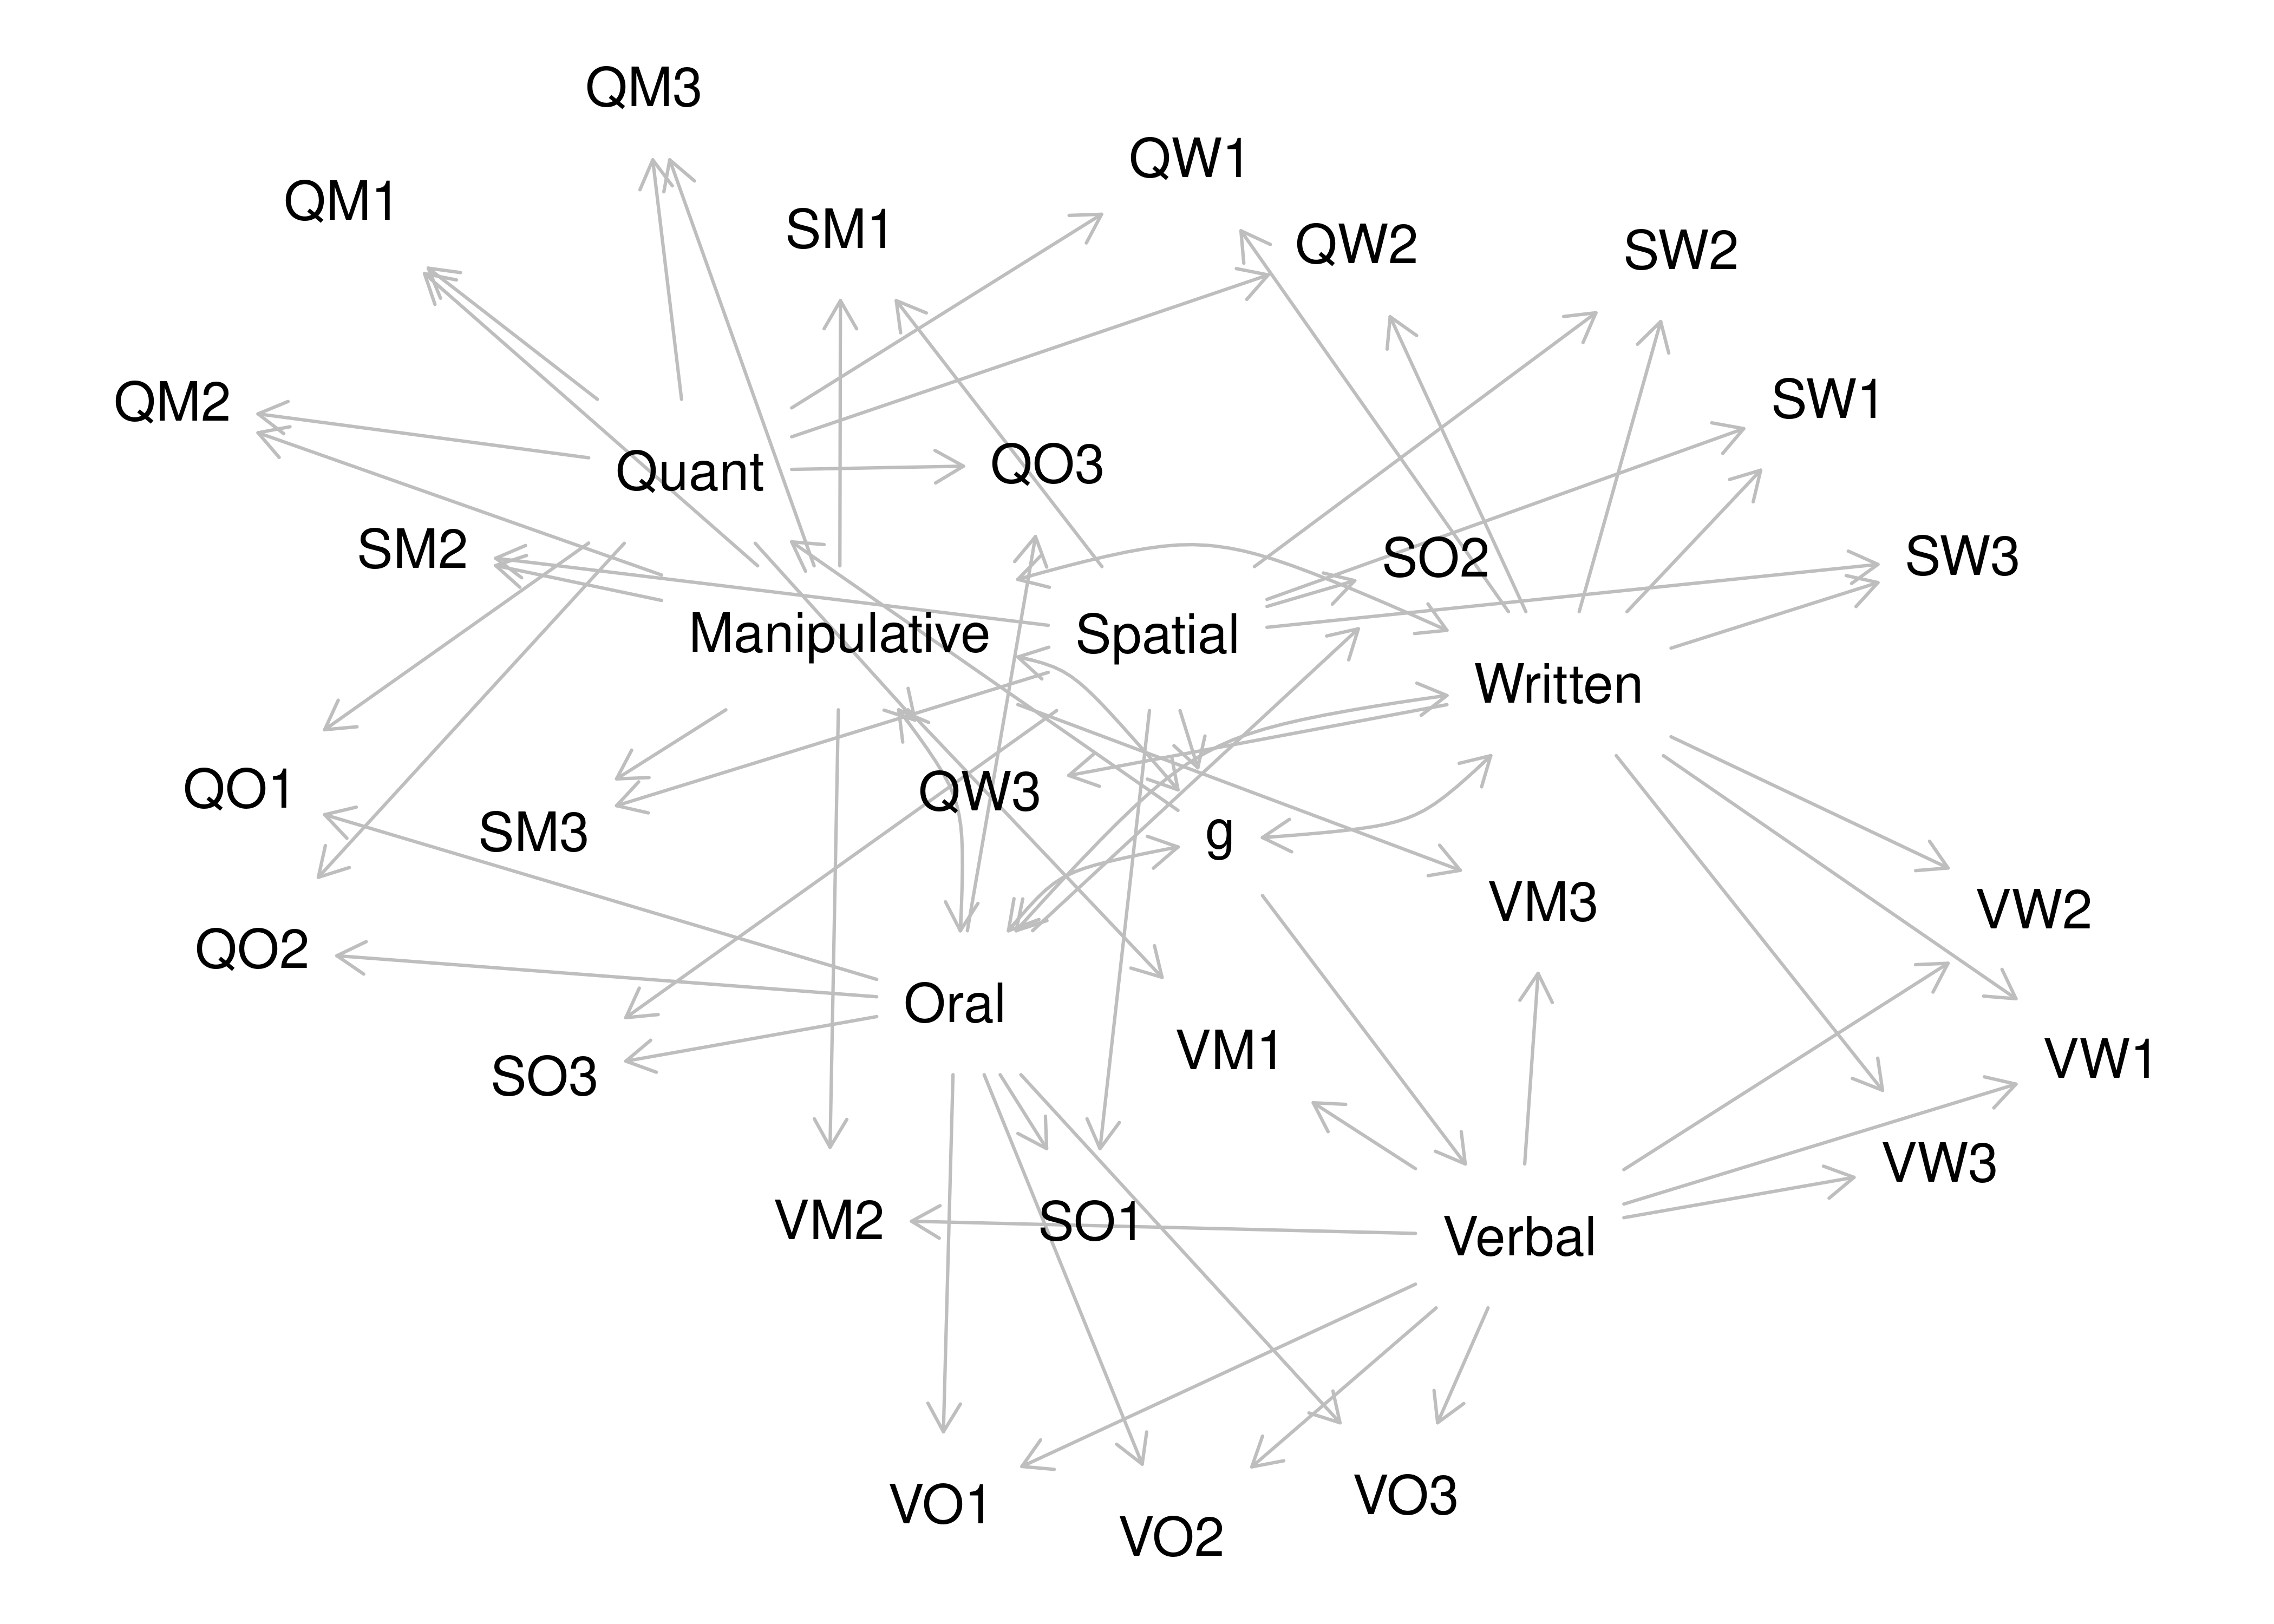 QM3
QW1
QM1
SM1
QW2
SW2
QM2
SW1
Quant
QO3
SM2
SO2
SW3
Manipulative
Spatial
Written
QO1
QW3
SM3
g
VM3
VW2
QO2
Oral
VM1
VW1
SO3
VW3
VM2
SO1
Verbal
VO1
VO3
VO2